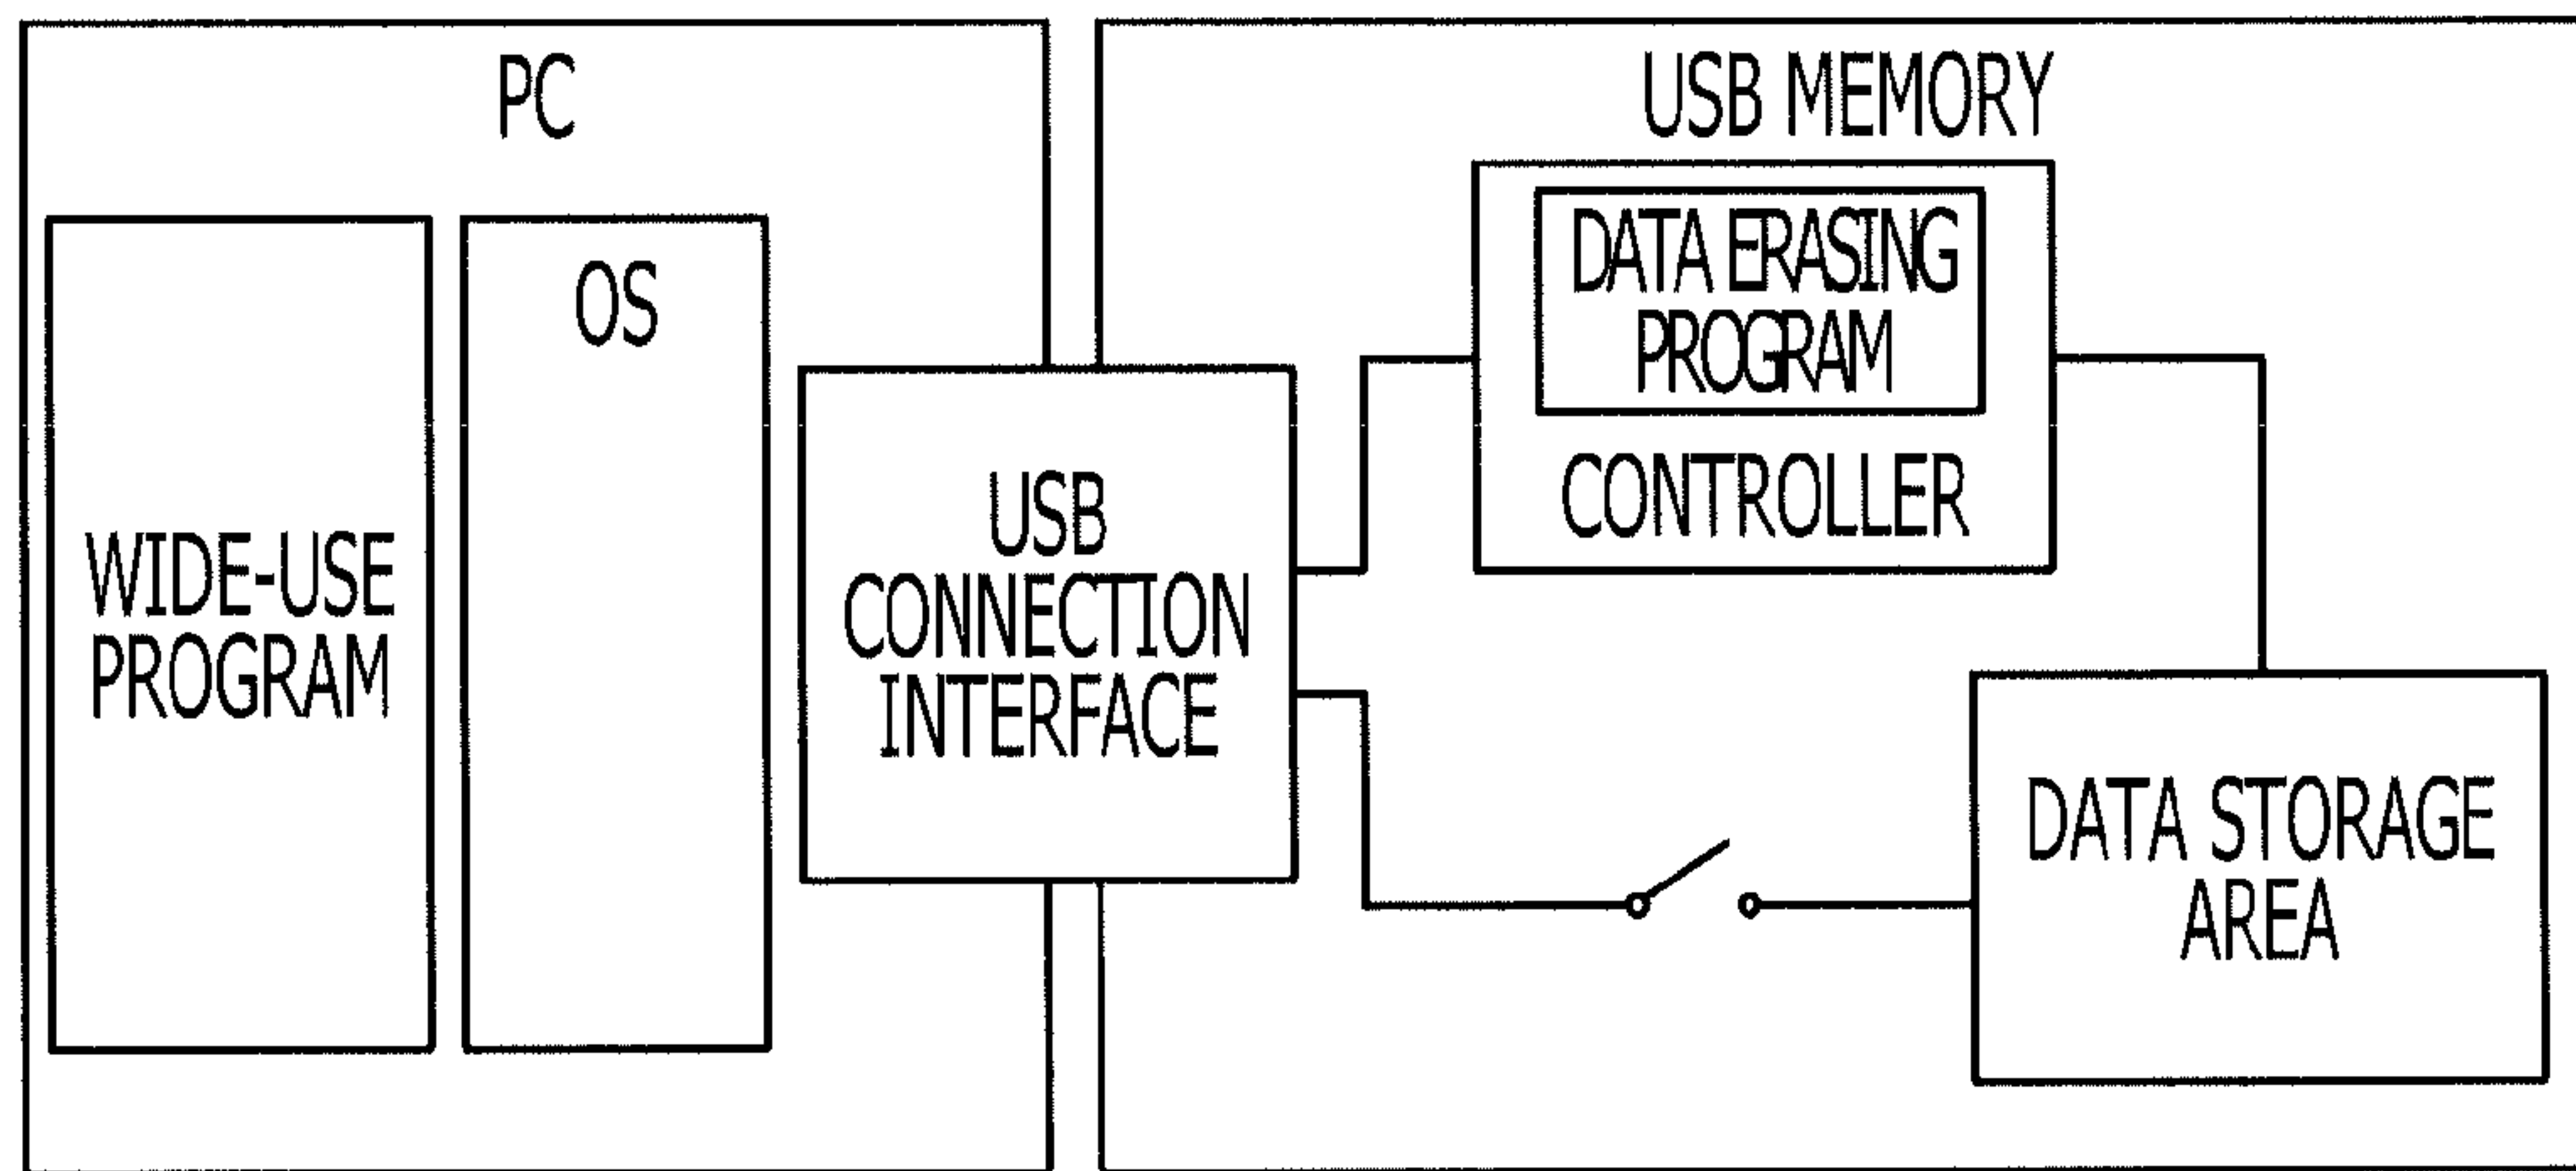 PC
WIDE-USE
PROGRAM
OS
USB
CONNECTION
INTERFACE
USB MEMORY
DATA ERASING
PROGRAM
CONTROLLER
DATA STORAGE
AREA